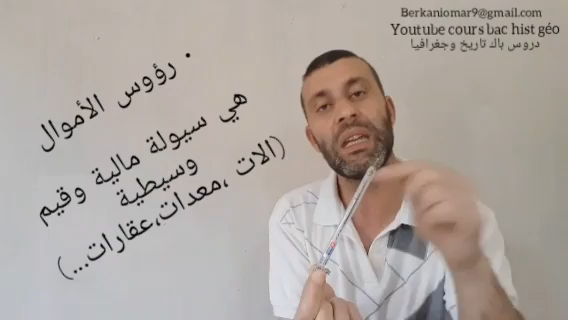 Berkaniomar9@gmail.com
Youtube cours bac hist géo
دروس باك تاريخ وجغرافيا
• رؤوس الأموال
هي سيولة مالية وقيم
وسيطية
(الات ،معدات،عقارات...)